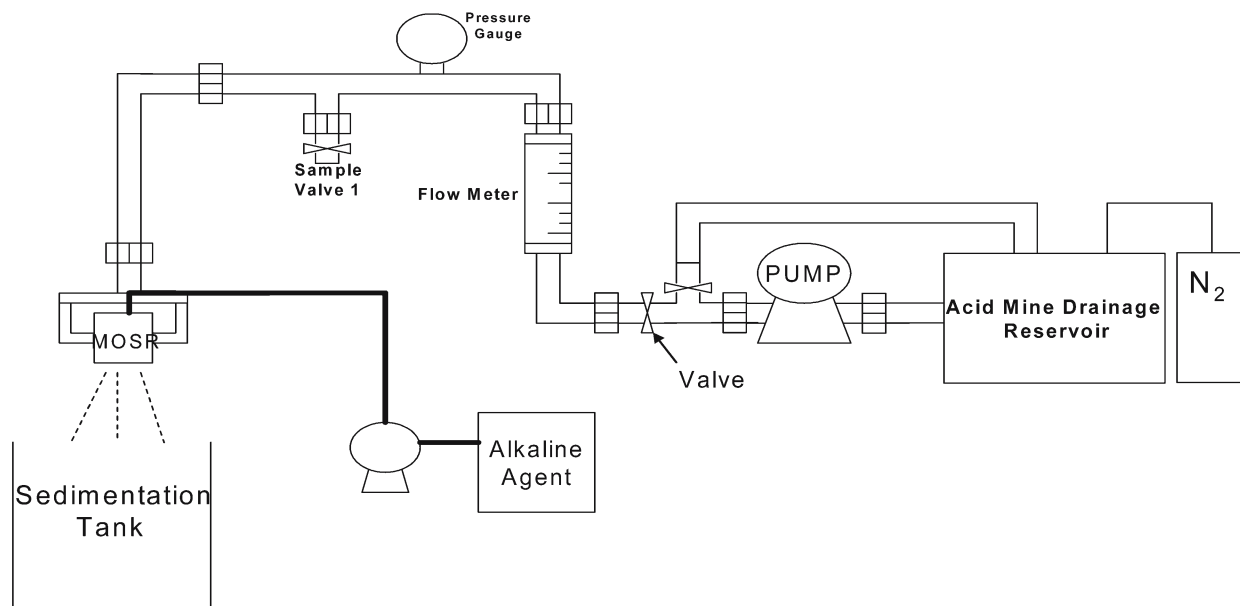 Pressure
Gauge
Sample
Valve 1
Flow Meter
PUMP
Acid Mine Drainage
Reservoir
N2
MOSR
Valve
Alkaline
Agent
Sedimentation
Tank